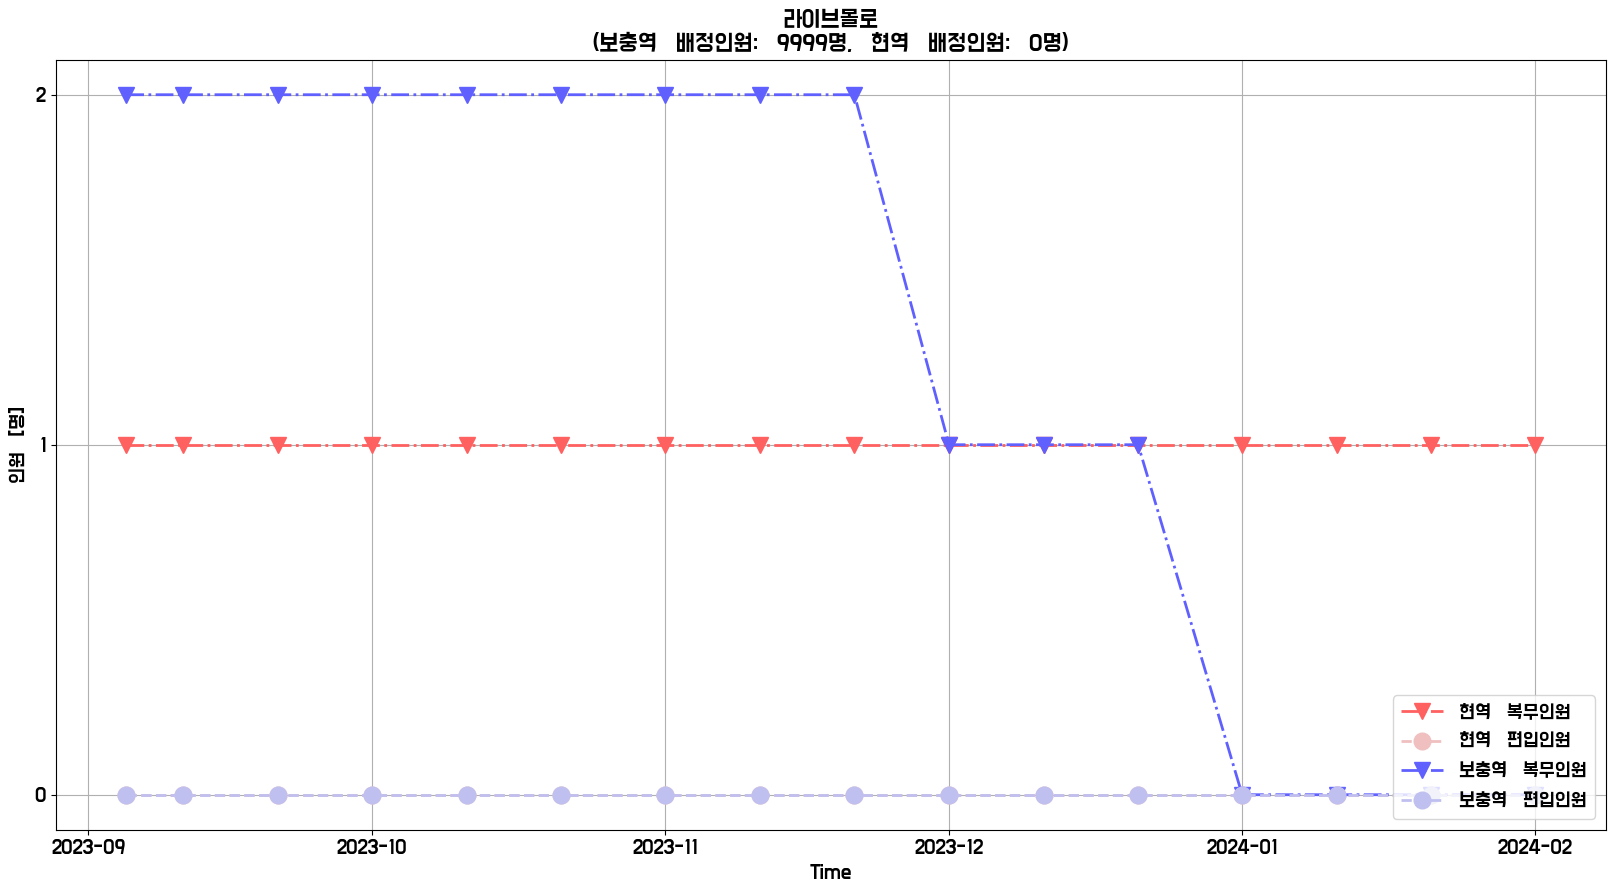 라이브몰로
(보충역 배정인원: 9999명, 현역 배정인원: 0명)
2
1
0
인원 [명]
2023-09 2023-10 2023-11 2023-12 2024-01 2024-02
Time
현역 복무인원
현역 편입인원
보충역 복무인원
보충역 편입인원